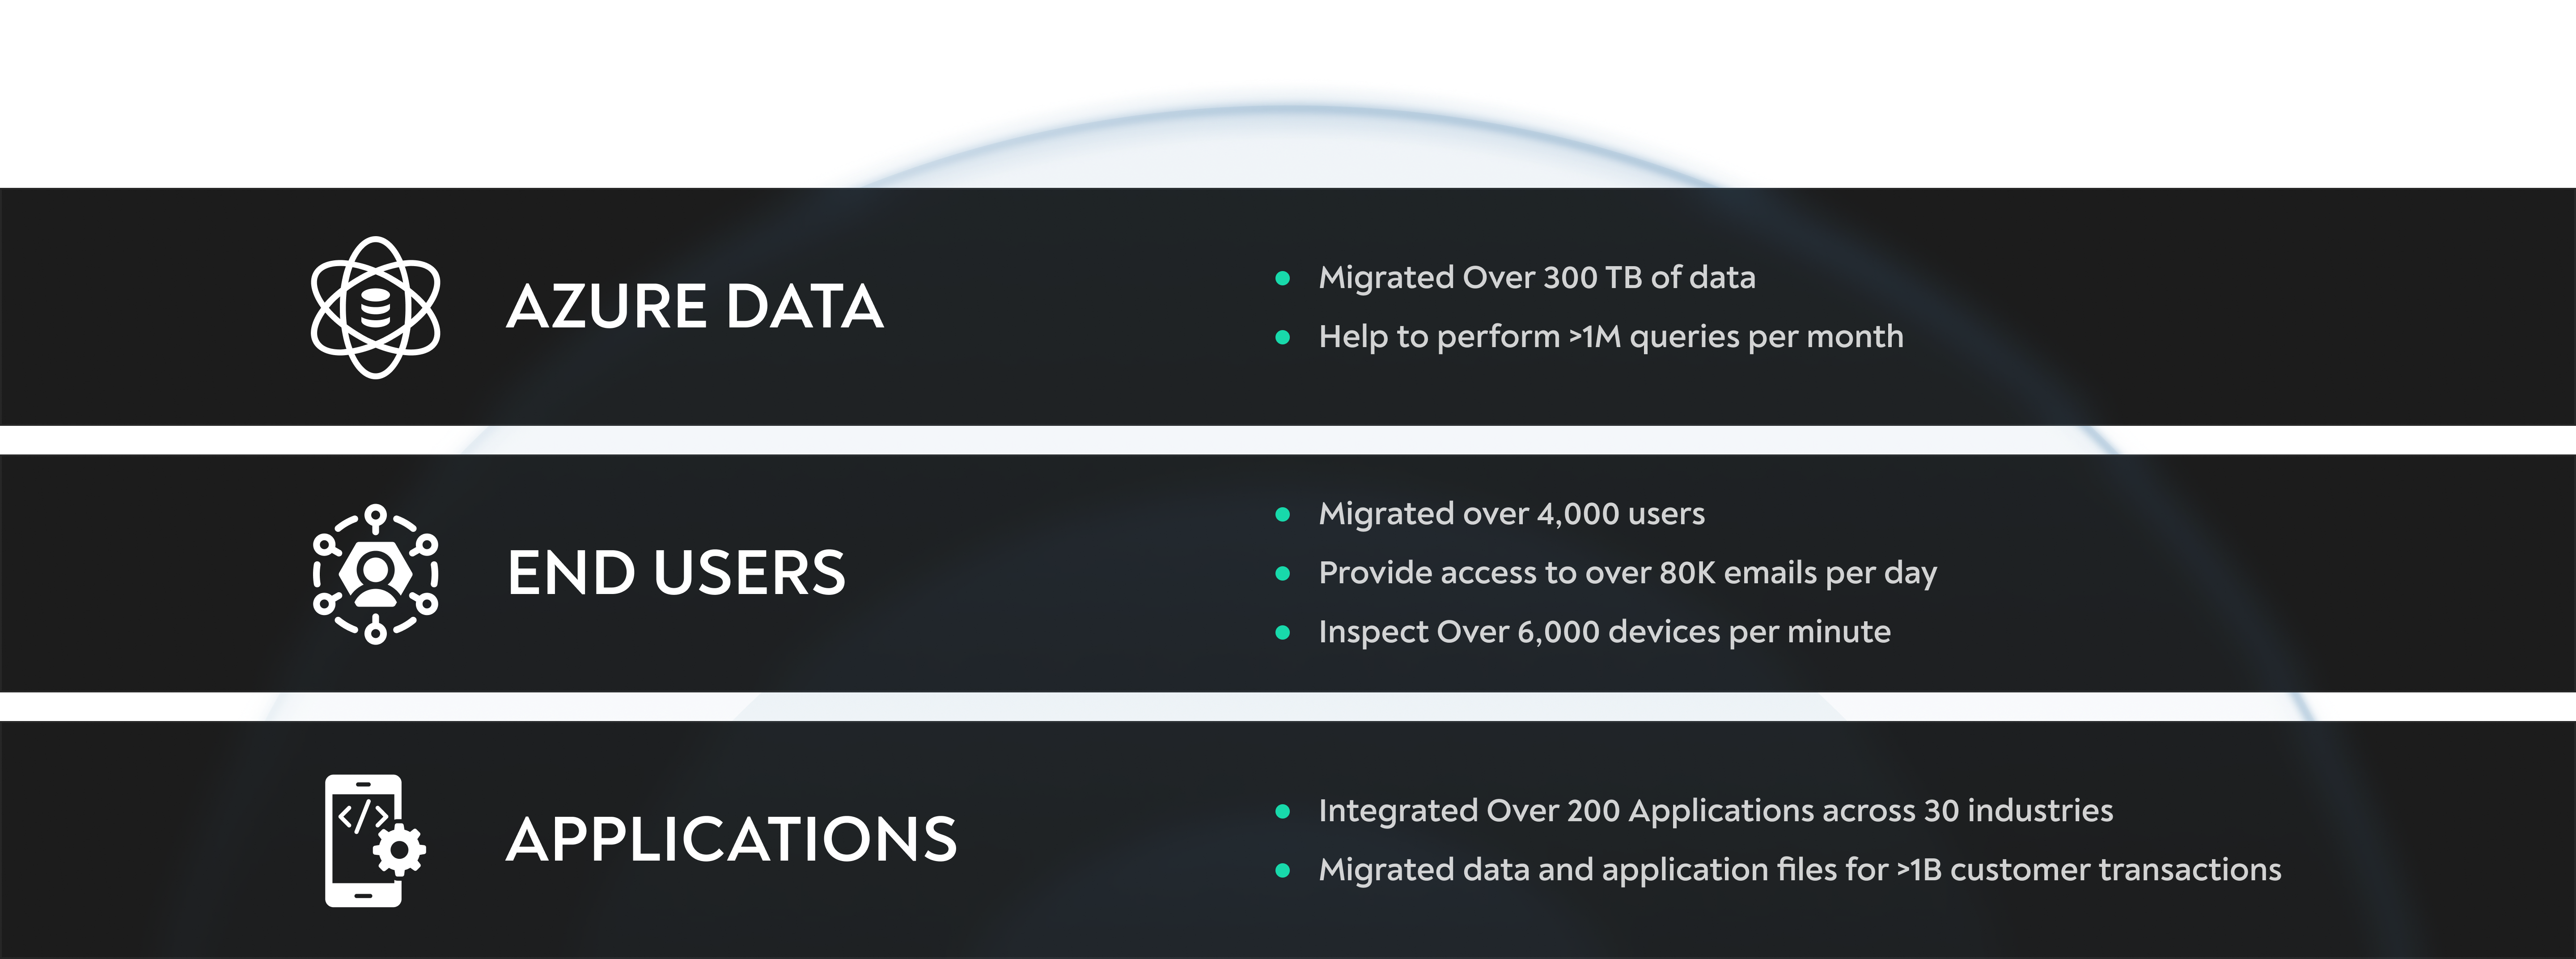 AZURE DATA
Migrated Over 300 TB of data
Help to perform >1M queries per month
END USERS
Migrated over 4,000 users
Provide access to over 80K emails per day
Inspect Over 6,000 devices per minute
APPLICATIONS
Integrated Over 200 Applications across 30 industries
Migrated data and application files for >1B customer transactions